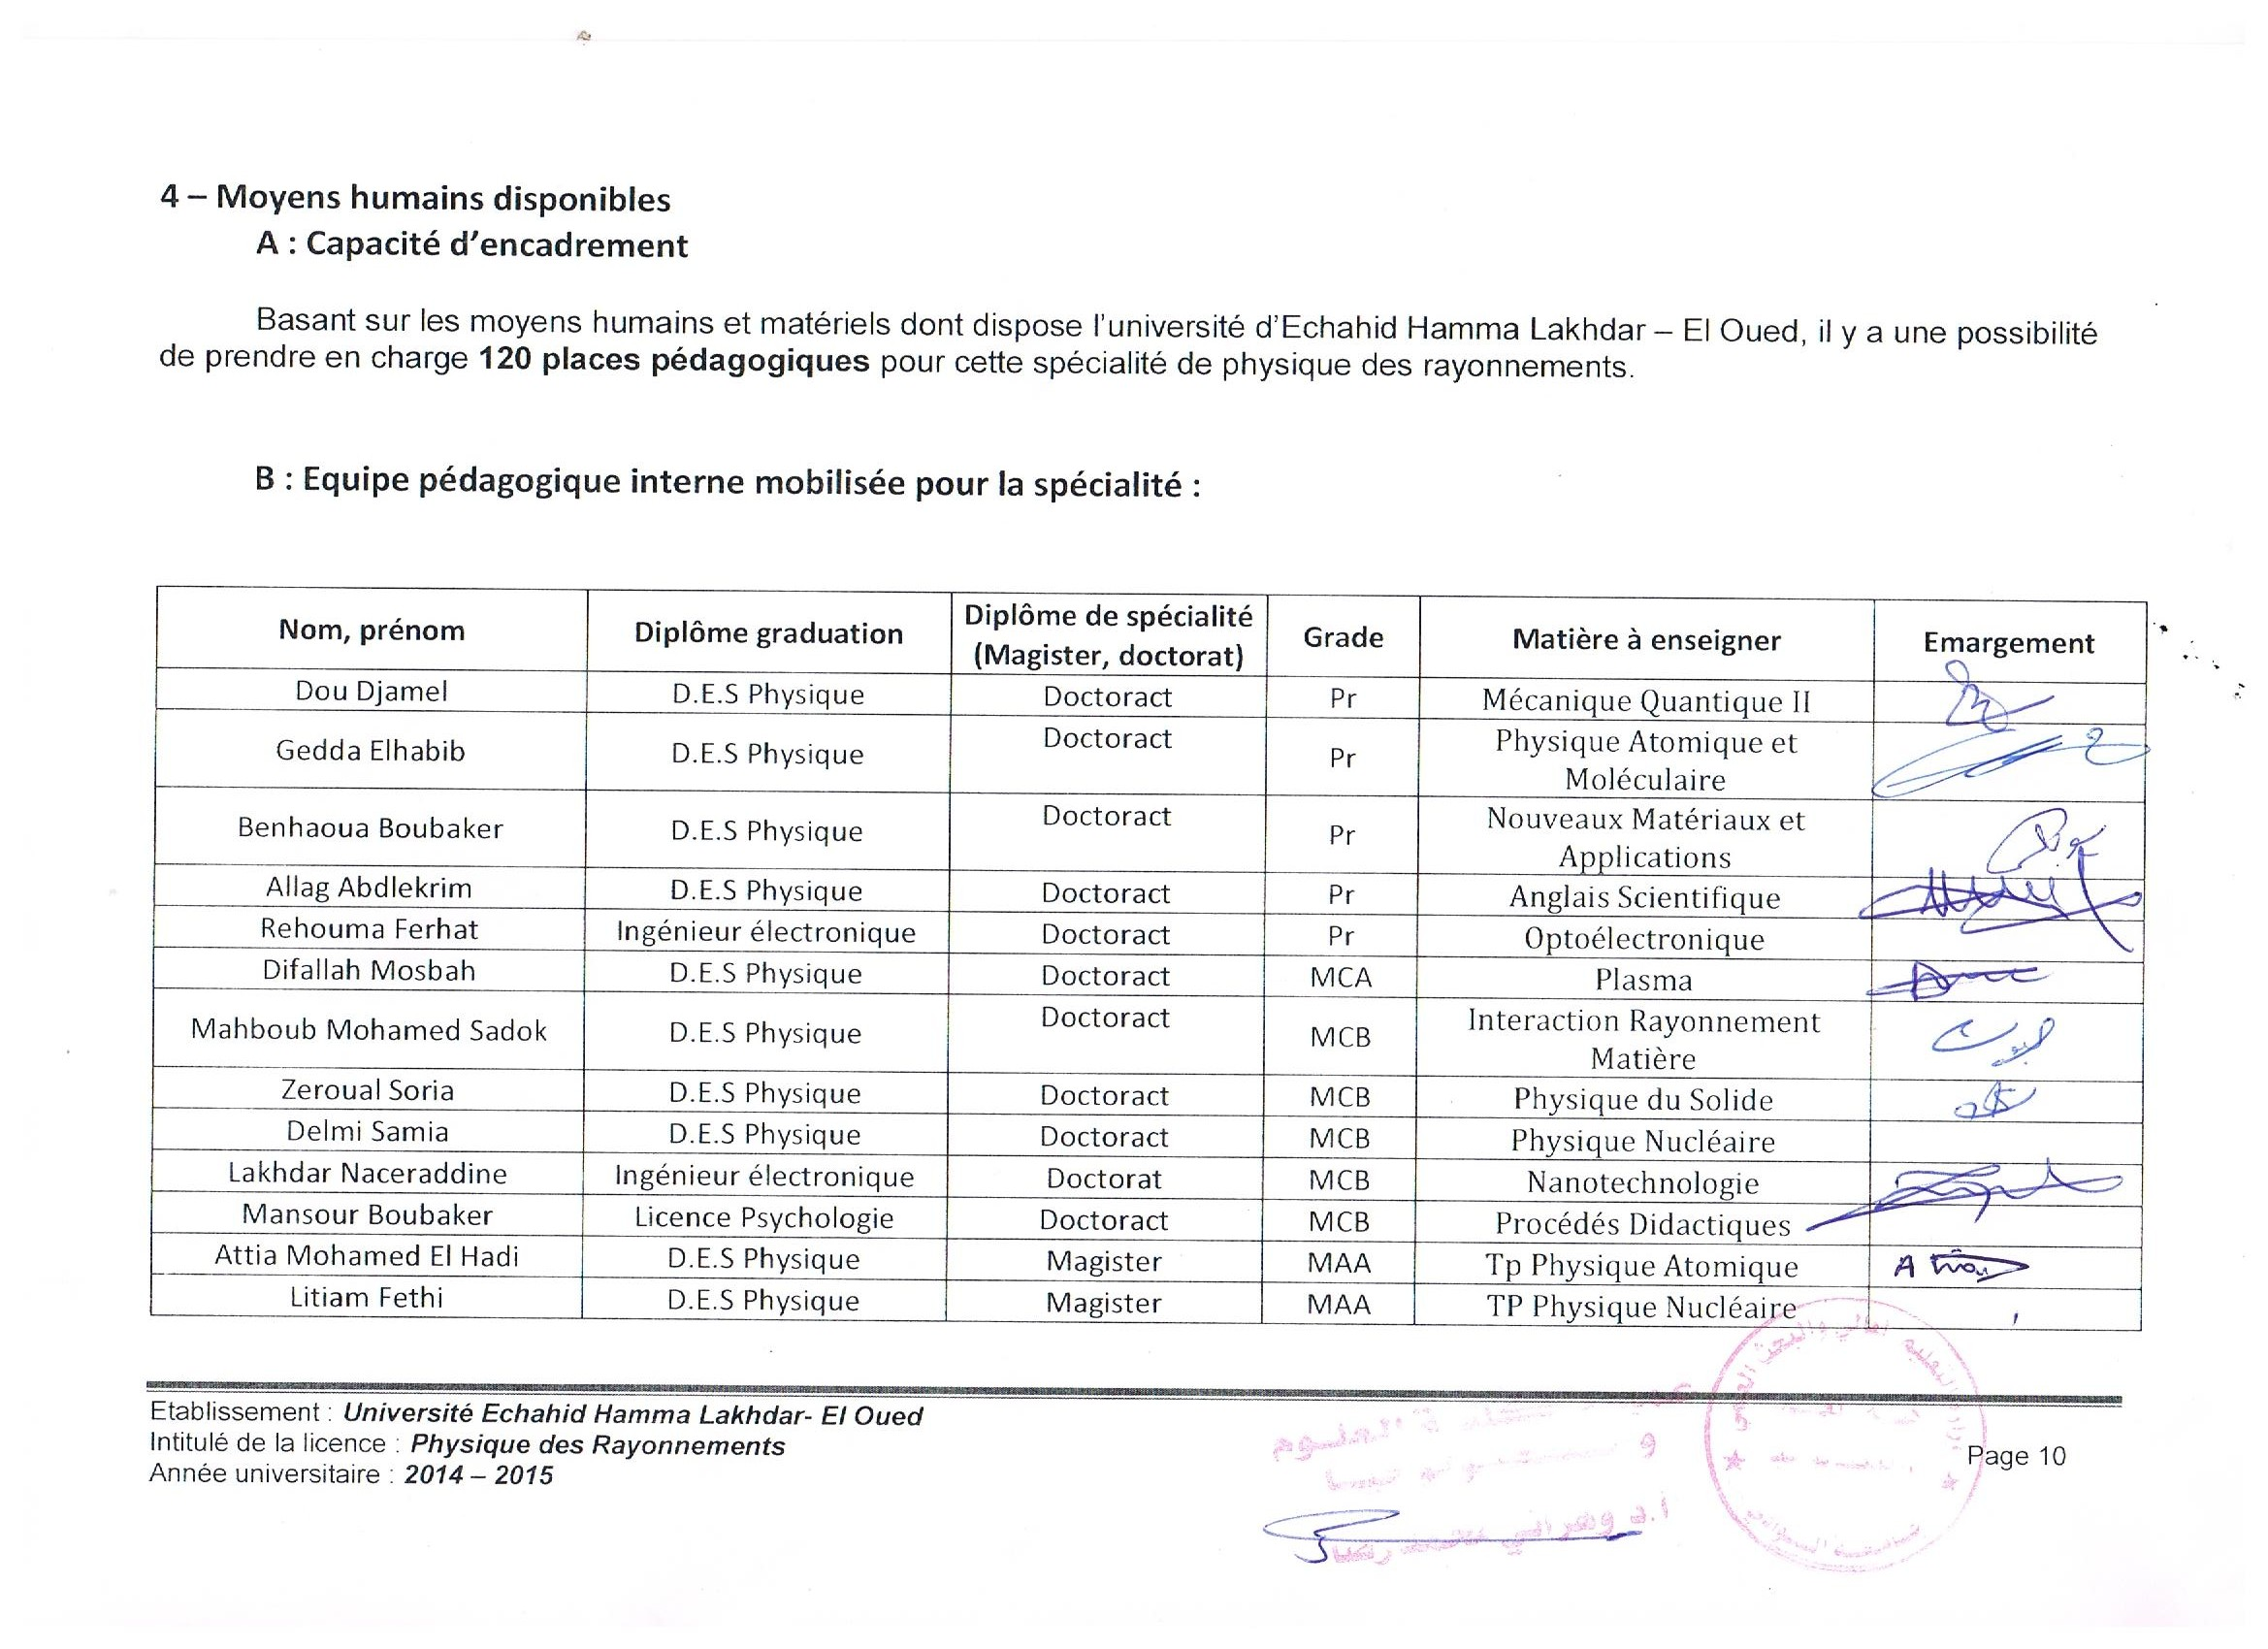 4 – Moyens humains disponibles
A : Capacité d'encadrement
Basant sur les moyens humains et matériels dont dispose l'université d'Echahid Hamma Lakhdar – El Oued, il y a une possibilité
de prendre en charge 120 places pédagogiques pour cette spécialité de physique des rayonnements.
B : Equipe pédagogique interne mobilisée pour la spécialité :
Nom, prénom Diplôme graduation Diplôme de spécialité (Magister, doctorat) Grade Matière à enseigner Emargement
Dou Djamel D.E.S Physique Doctoract Pr Mécanique Quantique II
Gedda Elhabib D.E.S Physique Doctoract Pr Physique Atomique et Moléculaire
Benhaoua Boubaker D.E.S Physique Doctoract Pr Nouveaux Matériaux et Applications
Allag Abdlekrim D.E.S Physique Doctoract Pr Anglais Scientifique
Rehouma Ferhat Ingénieur électronique Doctoract Pr Optoélectronique
Difallah Mosbah D.E.S Physique Doctoract MCA Plasma
Mahboub Mohamed Sadok D.E.S Physique Doctoract MCB Interaction Rayonnement Matière
Zeroual Soria D.E.S Physique Doctoract MCB Physique du Solide
Delmi Samia D.E.S Physique Doctoract MCB Physique Nucléaire
Lakhdar Naceraddine Ingénieur électronique Doctorat MCB Nanotechnologie
Mansour Boubaker Licence Psychologie Doctoract MCB Procédés Didactiques
Attia Mohamed El Hadi D.E.S Physique Magister MAA Tp Physique Atomique
Litiam Fethi D.E.S Physique Magister MAA TP Physique Nucléaire
Etablissement : Université Echahid Hamma Lakhdar- El Oued
Intitulé de la licence : Physique des Rayonnements
Année universitaire : 2014 – 2015
Page 10